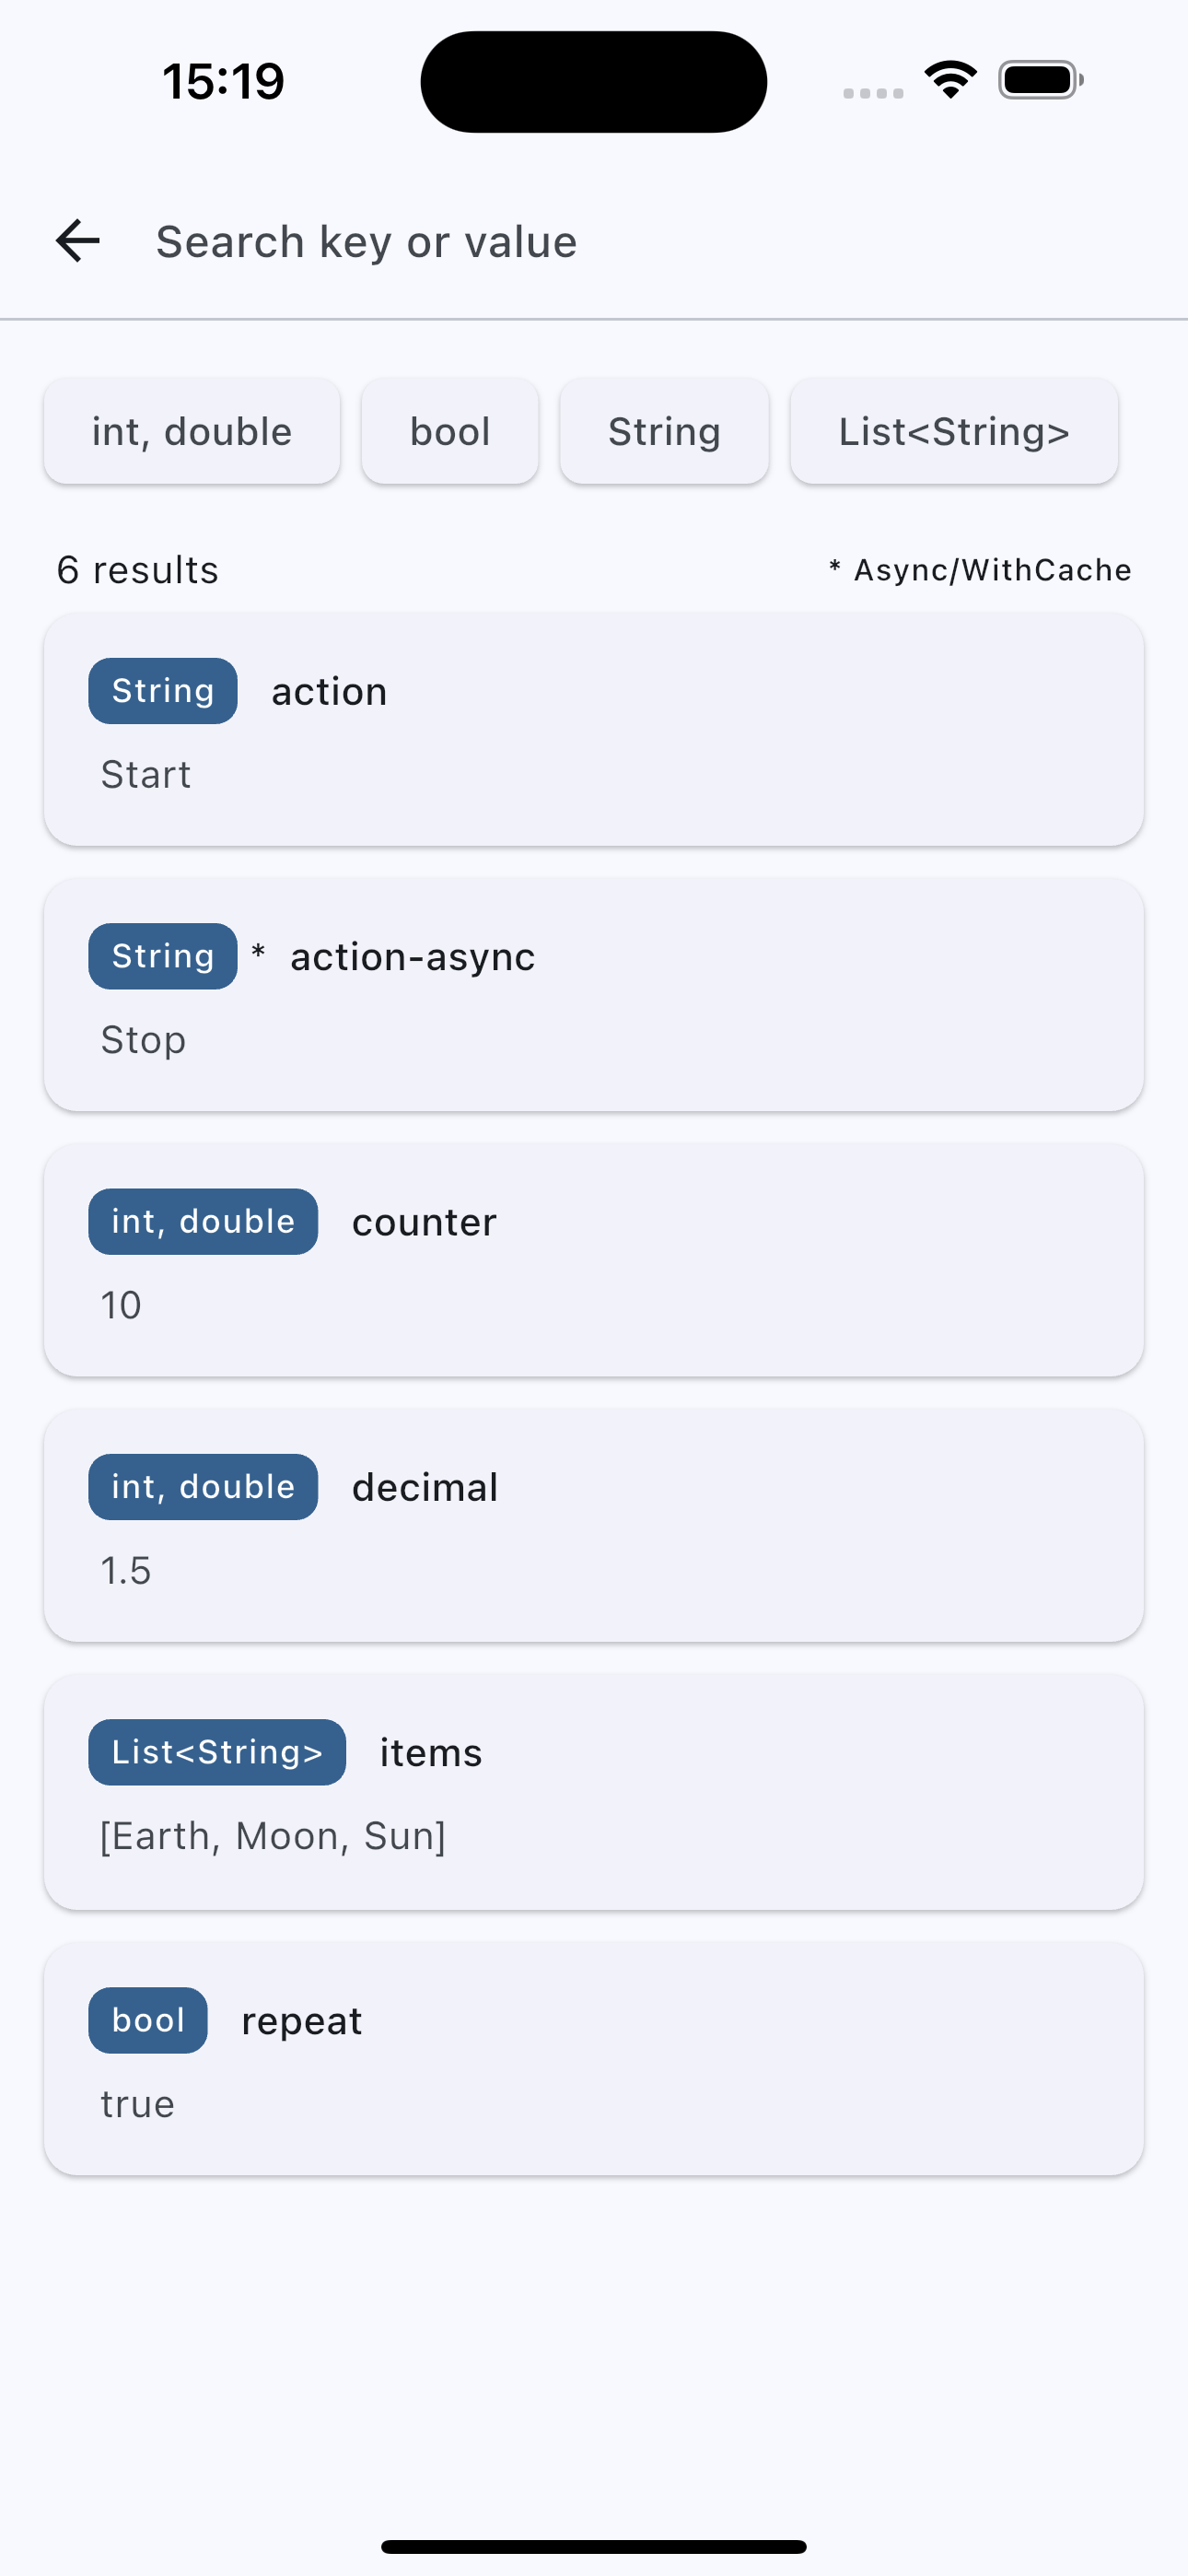 15:19
Search key or value
int, double bool String List<String>
6 results * Async/WithCache
String action
Start
String * action-async
Stop
int, double counter
10
int, double decimal
1.5
List<String> items
[Earth, Moon, Sun]
bool repeat
true